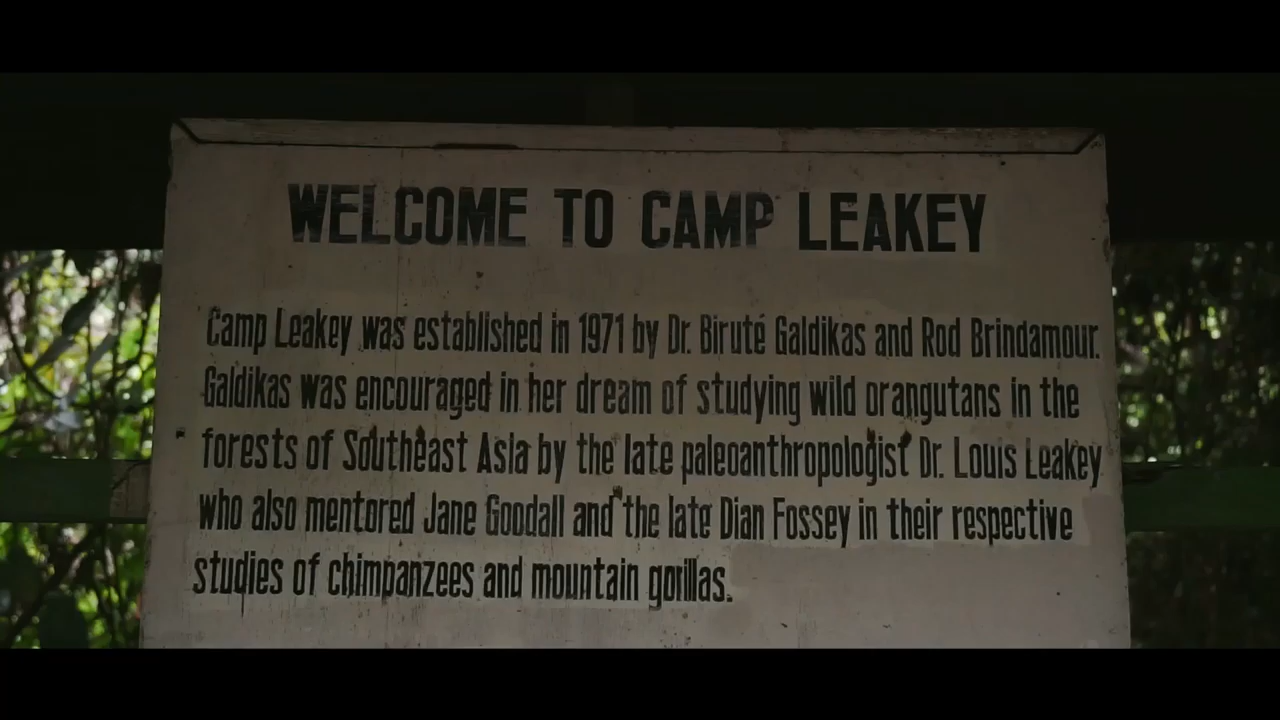 WELCOME TO CAMP LEAKEY
Camp Leakey was established in 1971 by Dr. Biruté Galdikas and Rod Brindamour.
Galdikas was encouraged in her dream of studying wild orangutans in the
forests of Southeast Asia by the late paleoanthropologist Dr. Louis Leakey
who also mentored Jane Goodall and the late Dian Fossey in their respective
studies of chimpanzees and mountain gorillas.